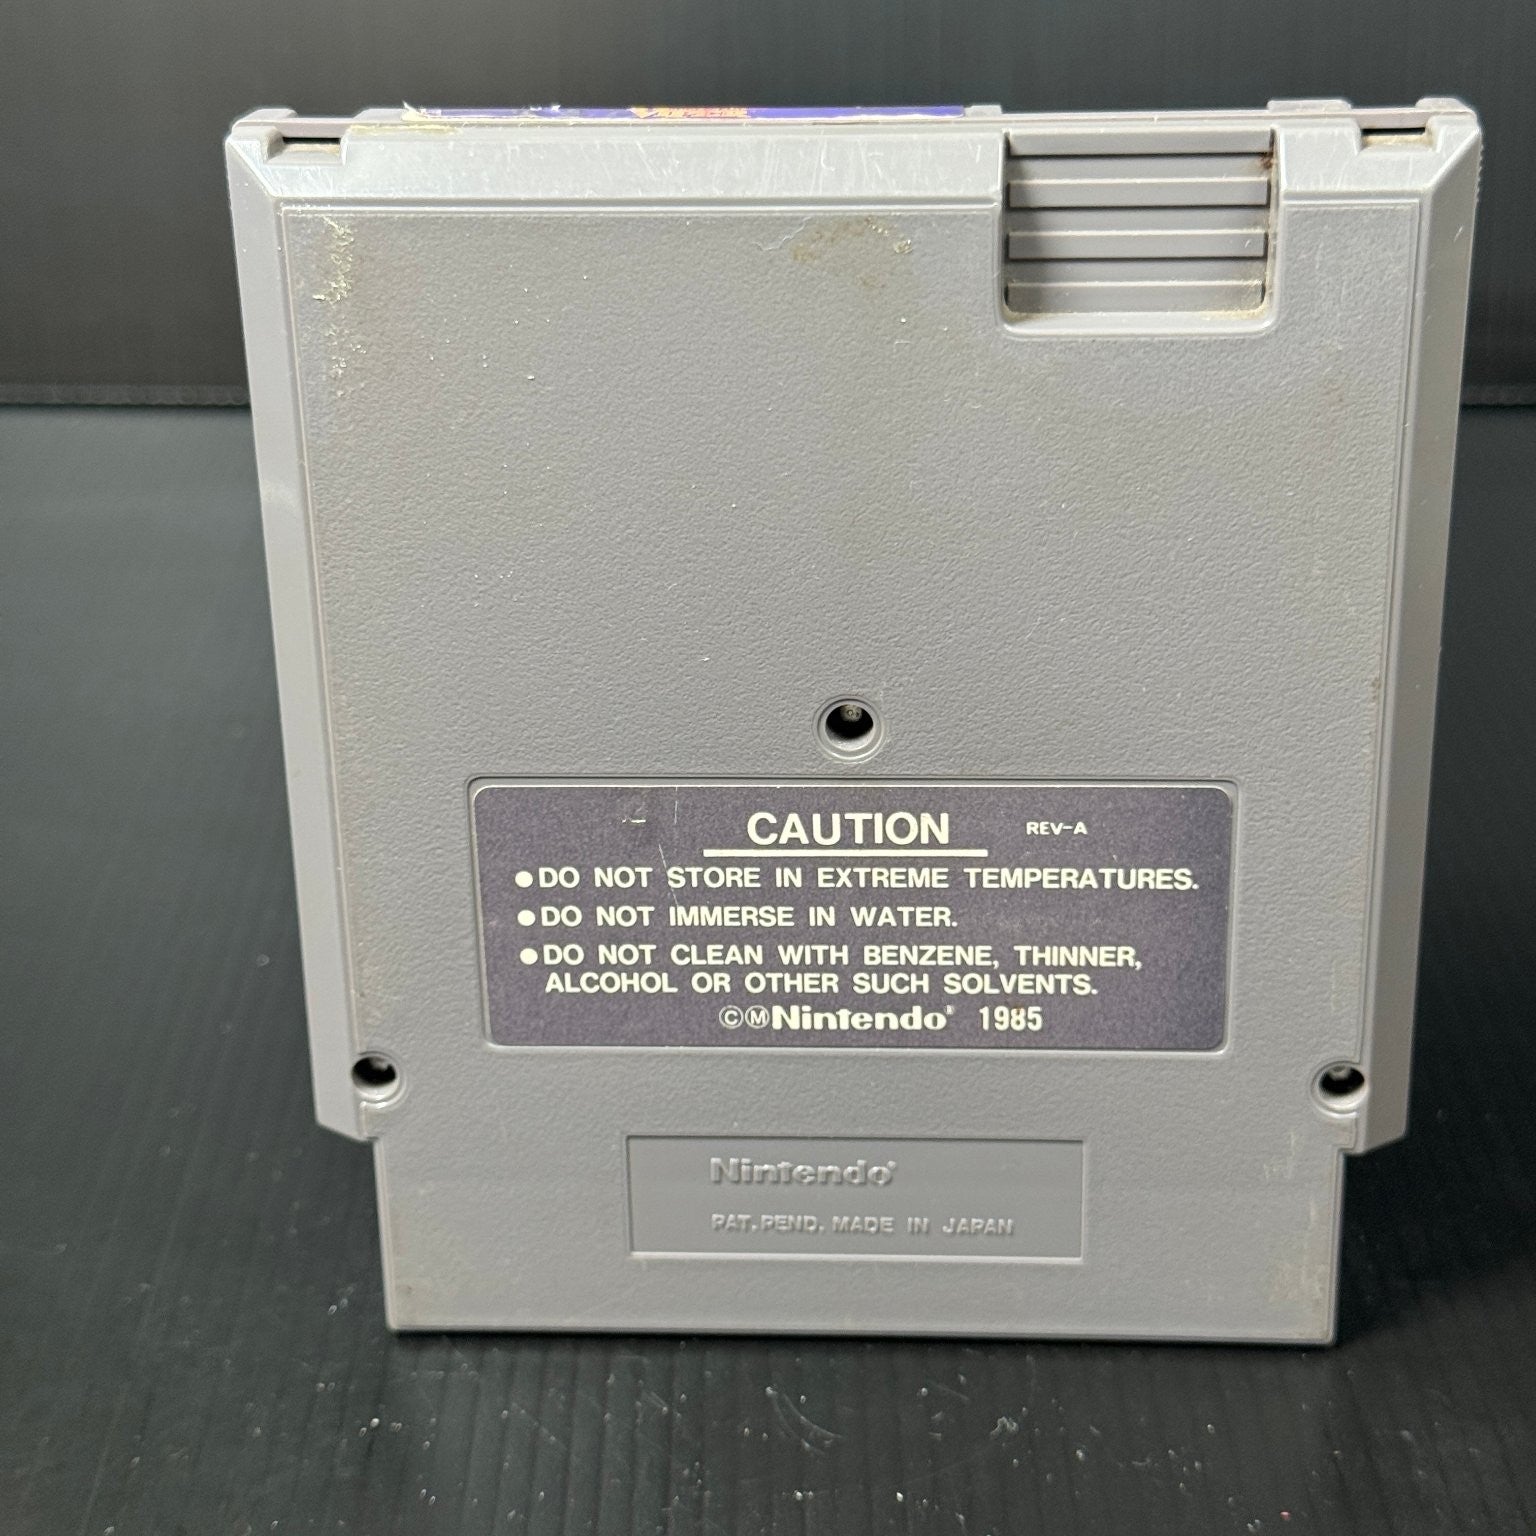 CAUTION REV-A
●DO NOT STORE IN EXTREME TEMPERATURES.
●DO NOT IMMERSE IN WATER.
●DO NOT CLEAN WITH BENZENE, THINNER,
ALCOHOL OR OTHER SUCH SOLVENTS.
©ⓂNintendo® 1985
Nintendo®
PAT. PEND. MADE IN JAPAN